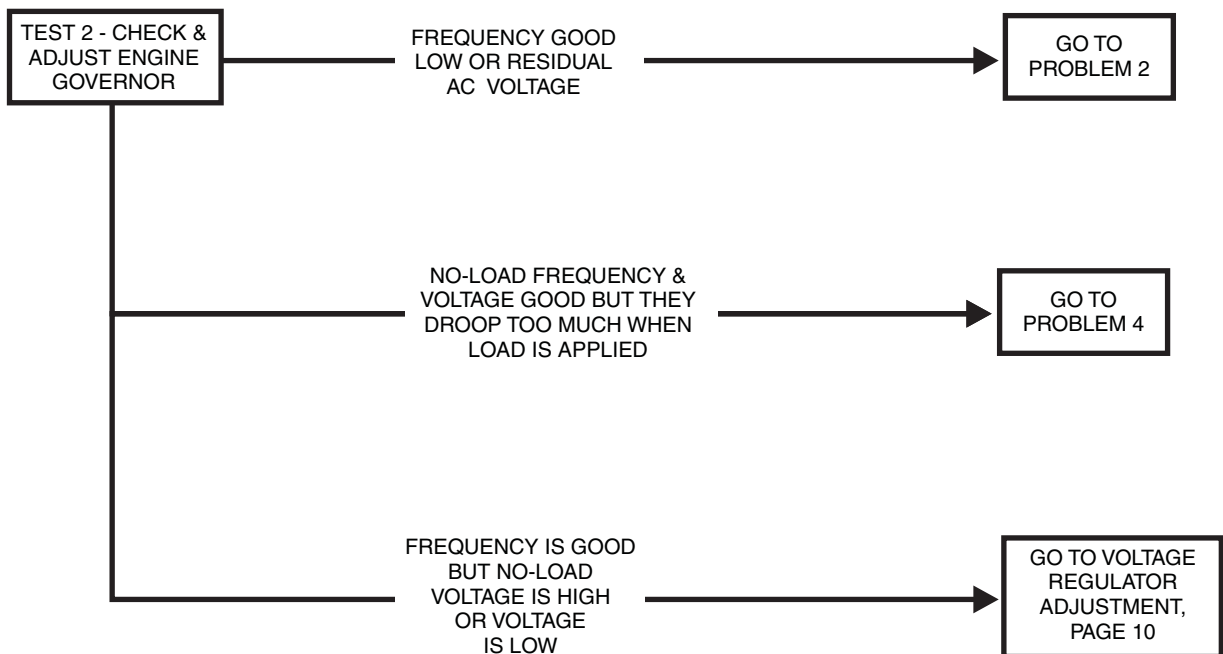 TEST 2 - CHECK &
ADJUST ENGINE
GOVERNOR
FREQUENCY GOOD
LOW OR RESIDUAL
AC VOLTAGE
GO TO
PROBLEM 2
NO-LOAD FREQUENCY &
VOLTAGE GOOD BUT THEY
DROOP TOO MUCH WHEN
LOAD IS APPLIED
GO TO
PROBLEM 4
FREQUENCY IS GOOD
BUT NO-LOAD
VOLTAGE IS HIGH
OR VOLTAGE
IS LOW
GO TO VOLTAGE
REGULATOR
ADJUSTMENT,
PAGE 10